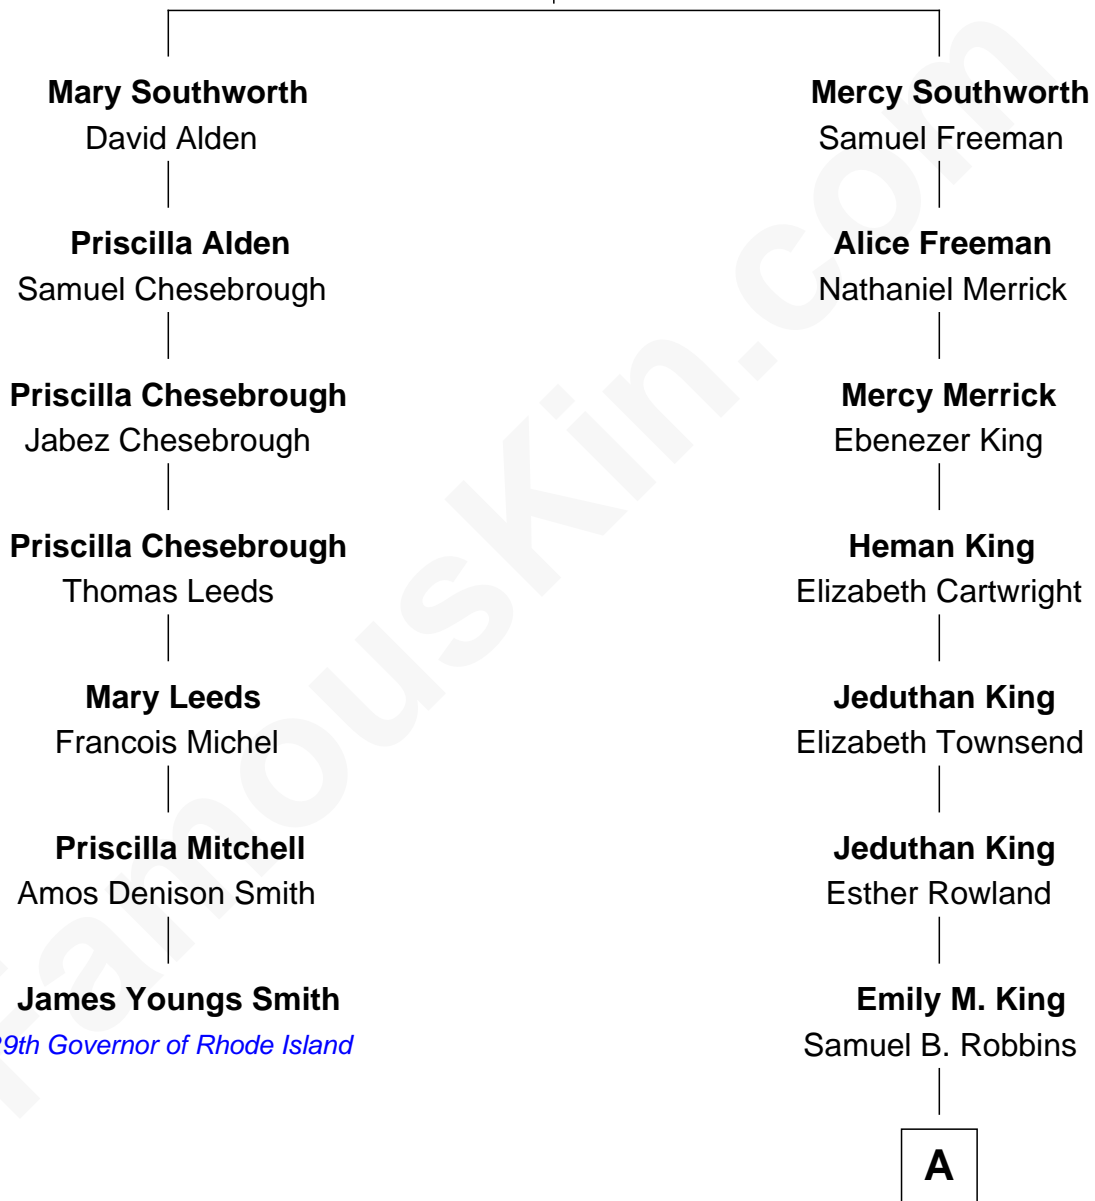 Mary Southworth
David Alden
Priscilla Alden
Samuel Chesebrough
Priscilla Chesebrough
Jabez Chesebrough
Priscilla Chesebrough
Thomas Leeds
Mary Leeds
Francois Michel
Priscilla Mitchell
Amos Denison Smith
James Youngs Smith
9th Governor of Rhode Island
Mercy Southworth
Samuel Freeman
Alice Freeman
Nathaniel Merrick
Mercy Merrick
Ebenezer King
Heman King
Elizabeth Cartwright
Jeduthan King
Elizabeth Townsend
Jeduthan King
Esther Rowland
Emily M. King
Samuel B. Robbins
A
FamousKin.com